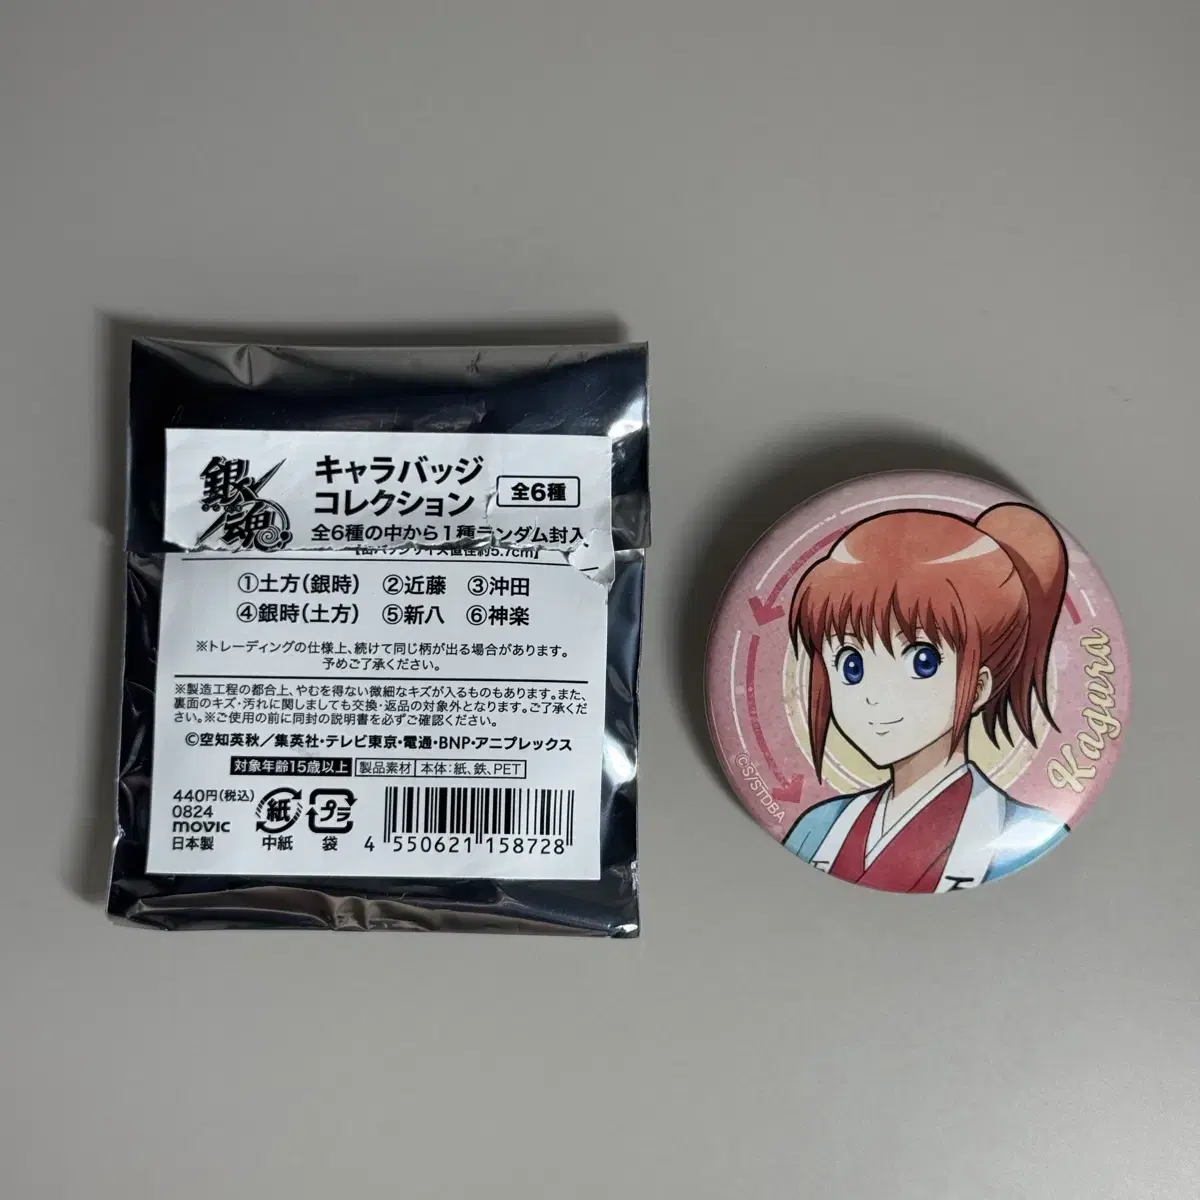 銀魂
キャラバッジ
コレクション
全6種
全6種の中から1種ランダム封入
【缶バッジサイズ直径約5.7cm】
①土方(銀時) ②近藤 ③沖田
④銀時(土方) ⑤新八 ⑥神楽
※トレーディングの仕様上、続けて同じ柄が出る場合があります。
予めご了承ください。
※製造工程の都合上、やむを得ない微細なキズが入るものもあります。また、
裏面のキズ・汚れに関しましても交換・返品の対象外となります。ご了承くだ
さい。※ご使用の前に同封の説明書を必ずご確認ください。
©空知英秋/集英社・テレビ東京・電通・BNP・アニプレックス
対象年齢15歳以上 製品素材 本体:紙、鉄、PET
440円(税込)
0824
movic
日本製
紙
中紙
プラ
袋
4 550621 158728
Kagura
©S/STDBA